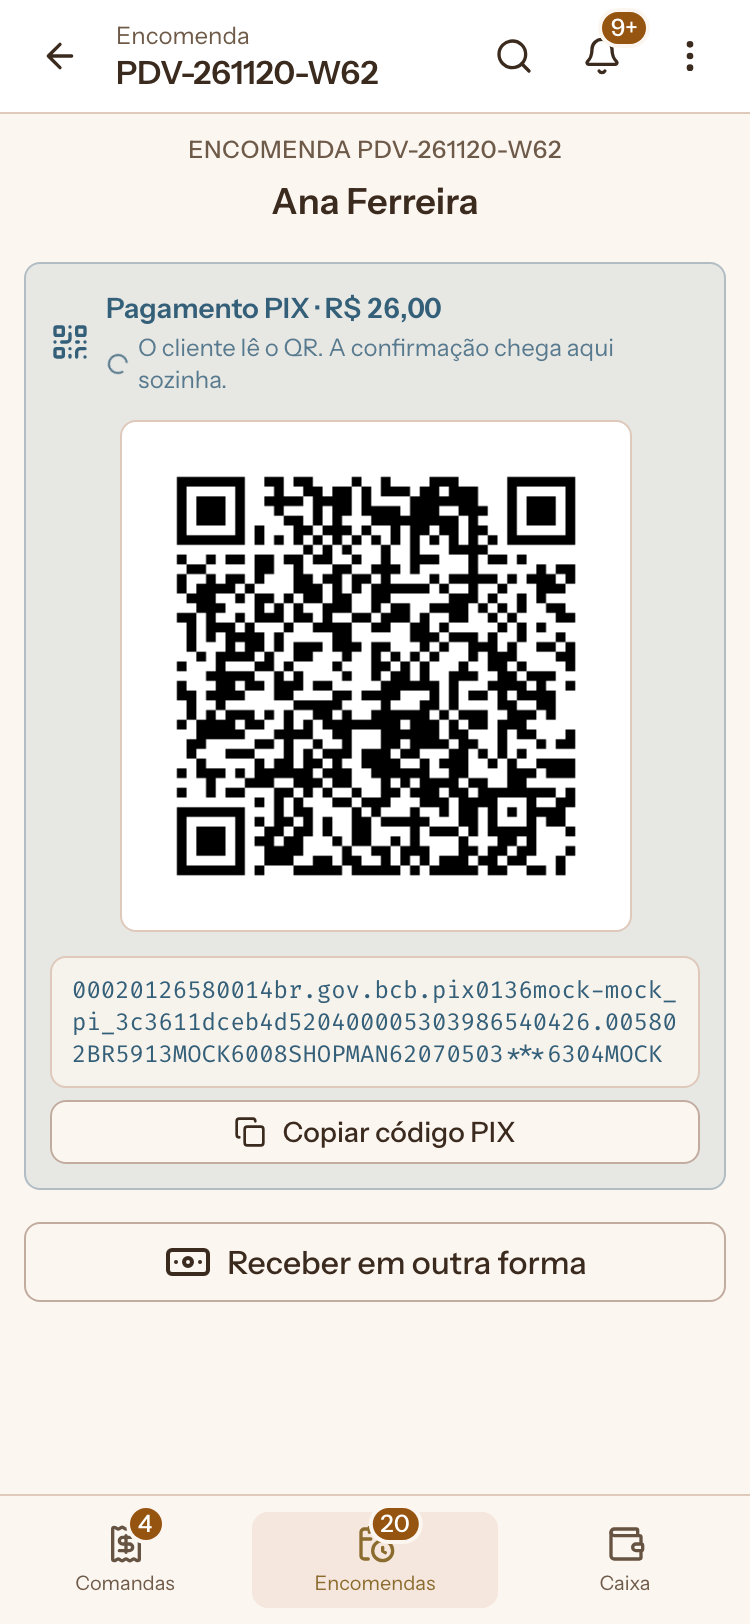 Encomenda
PDV-261120-W62
9+
ENCOMENDA PDV-261120-W62
Ana Ferreira
Pagamento PIX · R$ 26,00
O cliente lê o QR. A confirmação chega aqui
sozinha.
00020126580014br.gov.bcb.pix0136mock-mock_
pi_3c3611dceb4d520400005303986540426.00580
2BR5913MOCK6008SHOPMAN62070503***6304MOCK
Copiar código PIX
Receber em outra forma
4
Comandas
20
Encomendas
Caixa